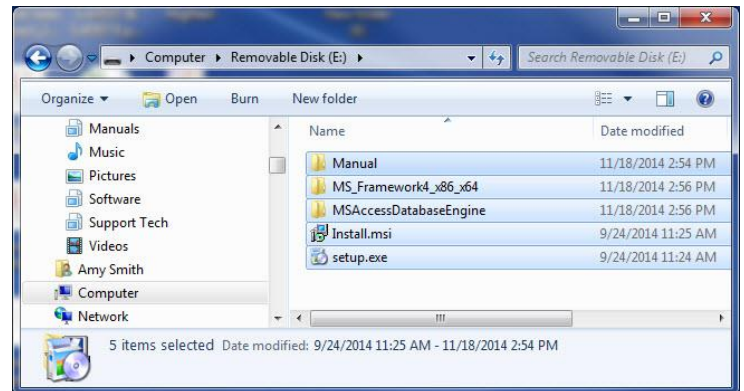 Computer ▸ Removable Disk (E:) ▸
Search Removable Disk (E:)
Organize Open Burn New folder
Manuals
Music
Pictures
Software
Support Tech
Videos
Amy Smith
Computer
Network
Name Date modified
Manual 11/18/2014 2:54 PM
MS_Framework4_x86_x64 11/18/2014 2:56 PM
MSAccessDatabaseEngine 11/18/2014 2:56 PM
Install.msi 9/24/2014 11:25 AM
setup.exe 9/24/2014 11:24 AM
5 items selected Date modified: 9/24/2014 11:25 AM - 11/18/2014 2:54 PM